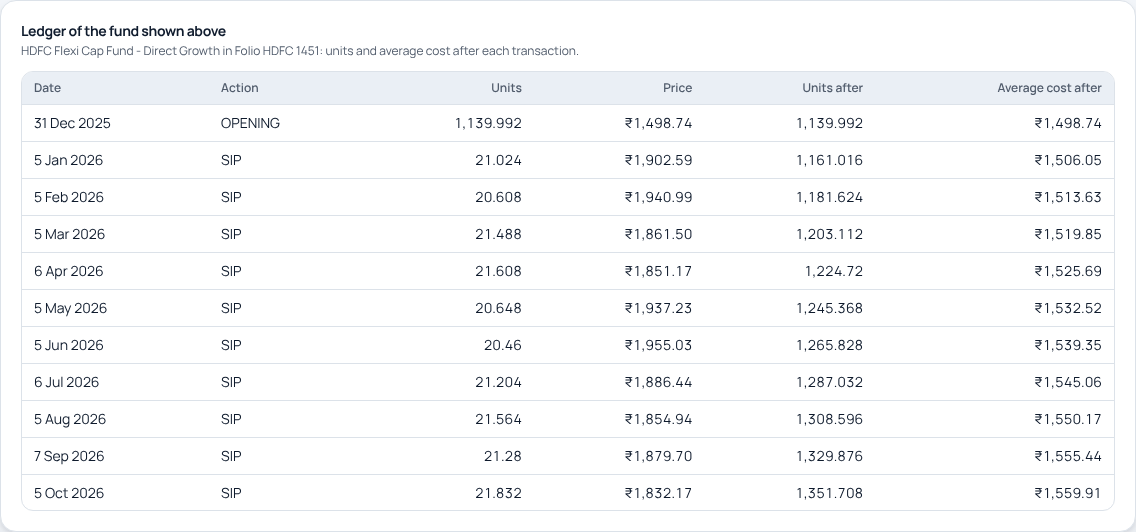 Ledger of the fund shown above
HDFC Flexi Cap Fund - Direct Growth in Folio HDFC 1451: units and average cost after each transaction.
Date Action Units Price Units after Average cost after
31 Dec 2025 OPENING 1,139.992 ₹1,498.74 1,139.992 ₹1,498.74
5 Jan 2026 SIP 21.024 ₹1,902.59 1,161.016 ₹1,506.05
5 Feb 2026 SIP 20.608 ₹1,940.99 1,181.624 ₹1,513.63
5 Mar 2026 SIP 21.488 ₹1,861.50 1,203.112 ₹1,519.85
6 Apr 2026 SIP 21.608 ₹1,851.17 1,224.72 ₹1,525.69
5 May 2026 SIP 20.648 ₹1,937.23 1,245.368 ₹1,532.52
5 Jun 2026 SIP 20.46 ₹1,955.03 1,265.828 ₹1,539.35
6 Jul 2026 SIP 21.204 ₹1,886.44 1,287.032 ₹1,545.06
5 Aug 2026 SIP 21.564 ₹1,854.94 1,308.596 ₹1,550.17
7 Sep 2026 SIP 21.28 ₹1,879.70 1,329.876 ₹1,555.44
5 Oct 2026 SIP 21.832 ₹1,832.17 1,351.708 ₹1,559.91